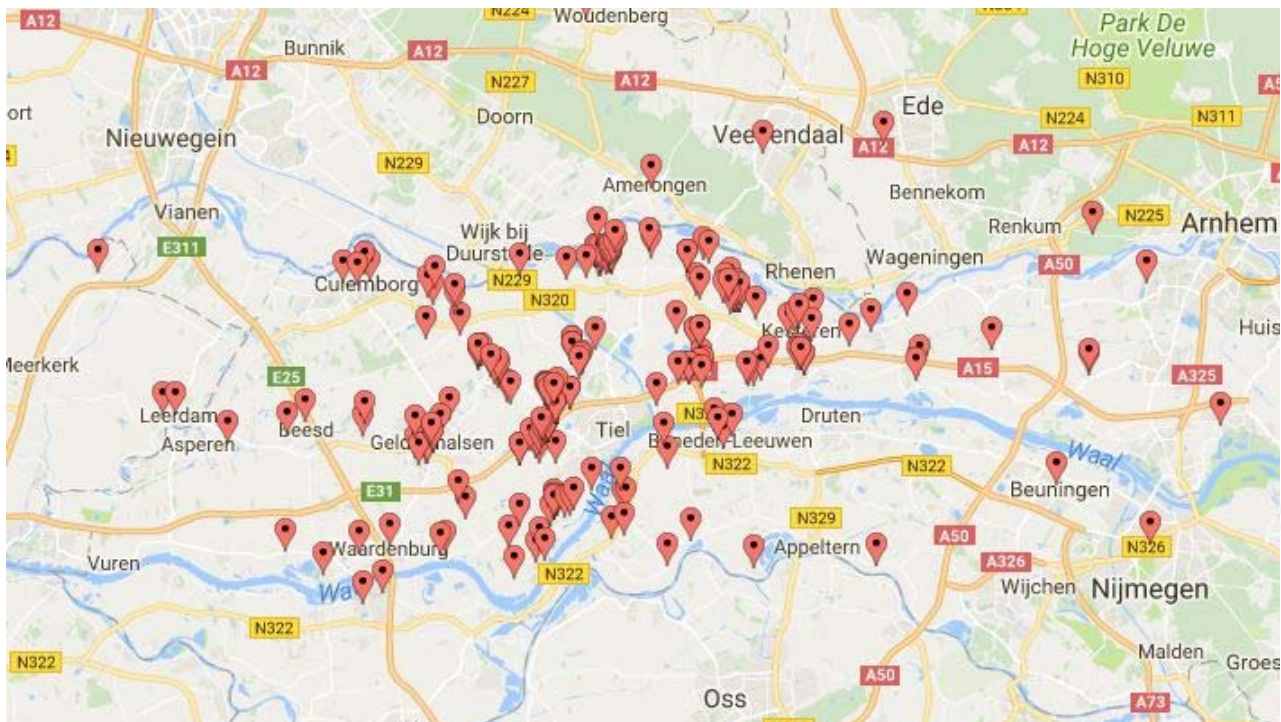 A12
N224
Woudenberg
Park De
Hoge Veluwe
Bunnik
A12
A12
N227
A12
N310
Doorn
Ede
N224
N311
Nieuwegein
A12
A12
N229
Amerongen
Bennekom
Vianen
Renkum
N225
Arnhem
E311
Wijk bij
Wageningen
A50
Rhenen
N229
Culemborg
N320
Huis
Meerkerk
E25
A15
A325
Leerdam
Beesd
Druten
Asperen
Tiel
N322
N322
Waal
E31
Beuningen
N329
A50
Appeltern
N326
Waardenburg
Vuren
A326
N322
Wijchen
Nijmegen
N322
Malden
N322
Groes
A50
Oss
A73